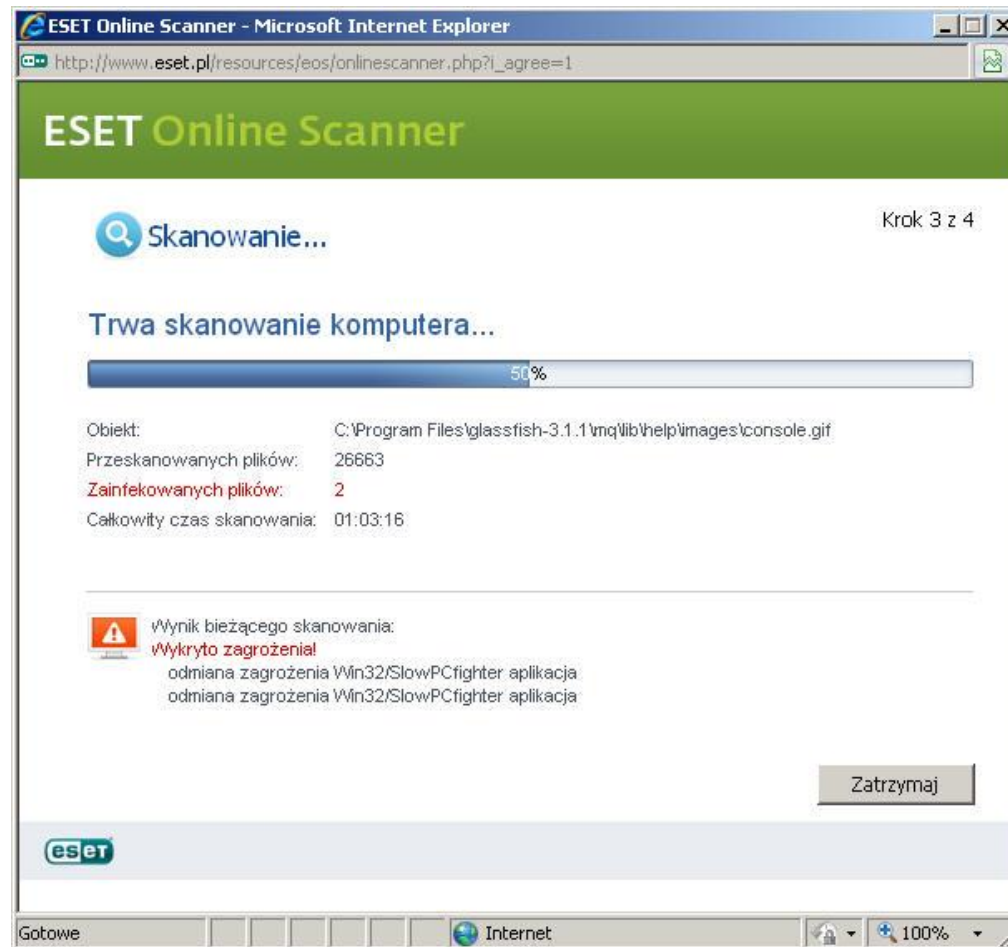 ESET Online Scanner - Microsoft Internet Explorer
http://www.eset.pl/resources/eos/onlinescanner.php?i_agree=1
ESET Online Scanner
Krok 3 z 4
Skanowanie...
Trwa skanowanie komputera...
50%
Obiekt: C:\Program Files\glassfish-3.1.1\mq\lib\help\images\console.gif
Przeskanowanych plików: 26663
Zainfekowanych plików: 2
Całkowity czas skanowania: 01:03:16
Wynik bieżącego skanowania:
Wykryto zagrożenia!
odmiana zagrożenia Win32/SlowPCfighter aplikacja
odmiana zagrożenia Win32/SlowPCfighter aplikacja
Zatrzymaj
eseT
Gotowe Internet 100%